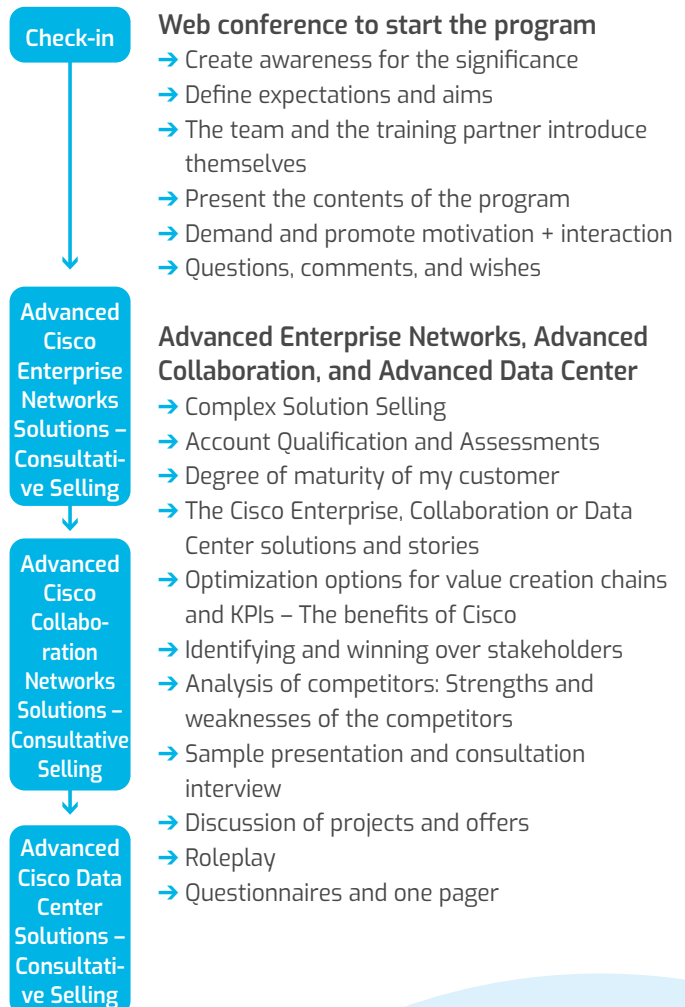 Check-in
Web conference to start the program
➔ Create awareness for the significance
➔ Define expectations and aims
➔ The team and the training partner introduce
themselves
➔ Present the contents of the program
➔ Demand and promote motivation + interaction
➔ Questions, comments, and wishes
Advanced
Cisco
Enterprise
Networks
Solutions –
Consultati-
ve Selling
Advanced Enterprise Networks, Advanced
Collaboration, and Advanced Data Center
➔ Complex Solution Selling
➔ Account Qualification and Assessments
➔ Degree of maturity of my customer
➔ The Cisco Enterprise, Collaboration or Data
Center solutions and stories
➔ Optimization options for value creation chains
and KPIs – The benefits of Cisco
➔ Identifying and winning over stakeholders
➔ Analysis of competitors: Strengths and
weaknesses of the competitors
➔ Sample presentation and consultation
interview
➔ Discussion of projects and offers
➔ Roleplay
➔ Questionnaires and one pager
Advanced
Cisco
Collabo-
ration
Networks
Solutions –
Consultative
Selling
Advanced
Cisco Data
Center
Solutions –
Consultati-
ve Selling